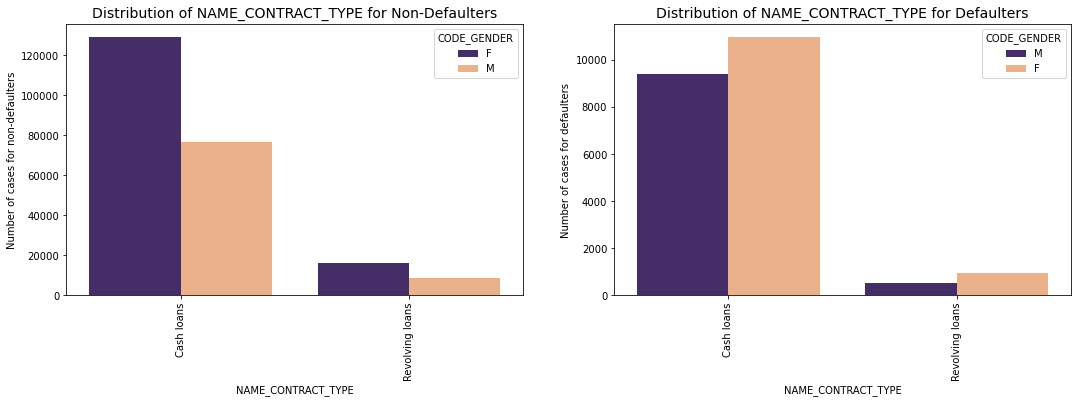 Distribution of NAME_CONTRACT_TYPE for Non-Defaulters
Number of cases for non-defaulters
120000
100000
80000
60000
40000
20000
0
CODE_GENDER
F
M
Cash loans
Revolving loans
NAME_CONTRACT_TYPE
Distribution of NAME_CONTRACT_TYPE for Defaulters
Number of cases for defaulters
10000
8000
6000
4000
2000
0
CODE_GENDER
M
F
Cash loans
Revolving loans
NAME_CONTRACT_TYPE